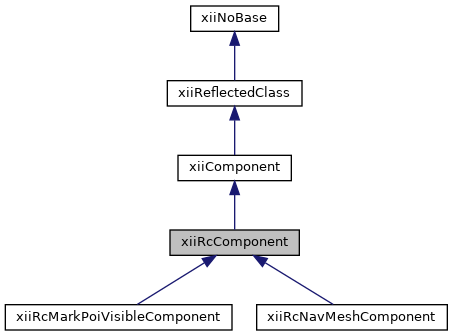 xiiNoBase
xiiReflectedClass
xiiComponent
xiiRcComponent
xiiRcMarkPoiVisibleComponent
xiiRcNavMeshComponent